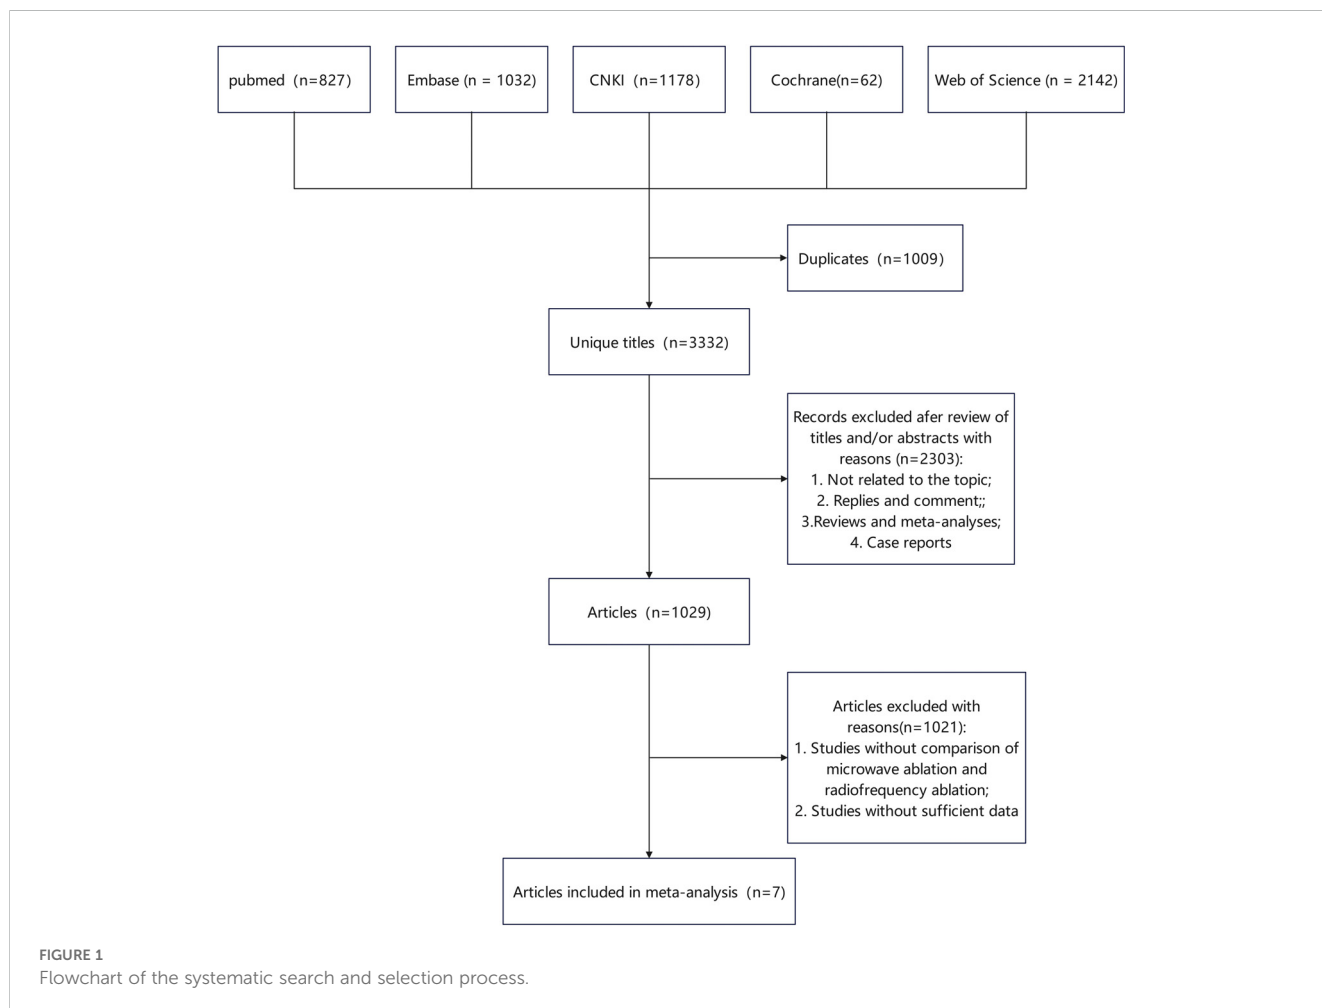 pubmed (n=827)
Embase (n = 1032)
CNKI (n=1178)
Cochrane(n=62)
Web of Science (n = 2142)
Duplicates (n=1009)
Unique titles (n=3332)
Records excluded afer review of
titles and/or abstracts with
reasons (n=2303):
1. Not related to the topic;
2. Replies and comment;;
3.Reviews and meta-analyses;
4. Case reports
Articles (n=1029)
Articles excluded with
reasons(n=1021):
1. Studies without comparison of
microwave ablation and
radiofrequency ablation;
2. Studies without sufficient data
Articles included in meta-analysis (n=7)
FIGURE 1
Flowchart of the systematic search and selection process.